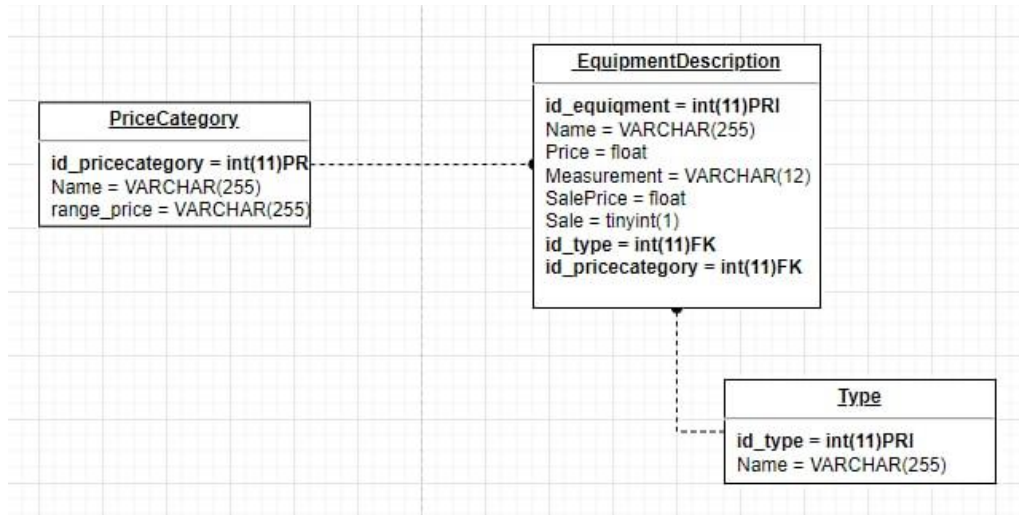 PriceCategory
id_pricecategory = int(11)PR
Name = VARCHAR(255)
range_price = VARCHAR(255)
EquipmentDescription
id_equiqment = int(11)PRI
Name = VARCHAR(255)
Price = float
Measurement = VARCHAR(12)
SalePrice = float
Sale = tinyint(1)
id_type = int(11)FK
id_pricecategory = int(11)FK
Type
id_type = int(11)PRI
Name = VARCHAR(255)